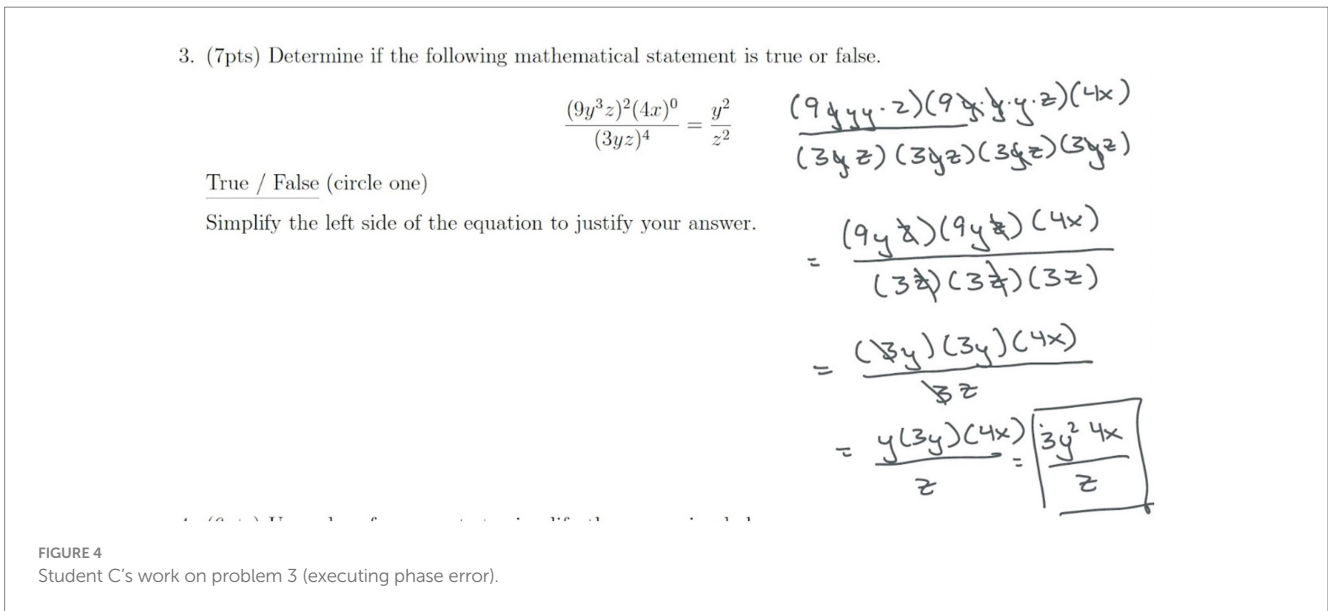 3. (7pts) Determine if the following mathematical statement is true or false.
(9y³z)²(4x)⁰ / (3yz)⁴ = y² / z²
True / False (circle one)
Simplify the left side of the equation to justify your answer.
(9yyy·z)(9y·y·y·z)(4x) / (3yz)(3yz)(3yz)(3yz)
= (9yz)(9yz)(4x) / (3z)(3z)(3z)
= (3y)(3y)(4x) / 3z
= y(3y)(4x) / z = 3y² 4x / z
FIGURE 4
Student C's work on problem 3 (executing phase error).